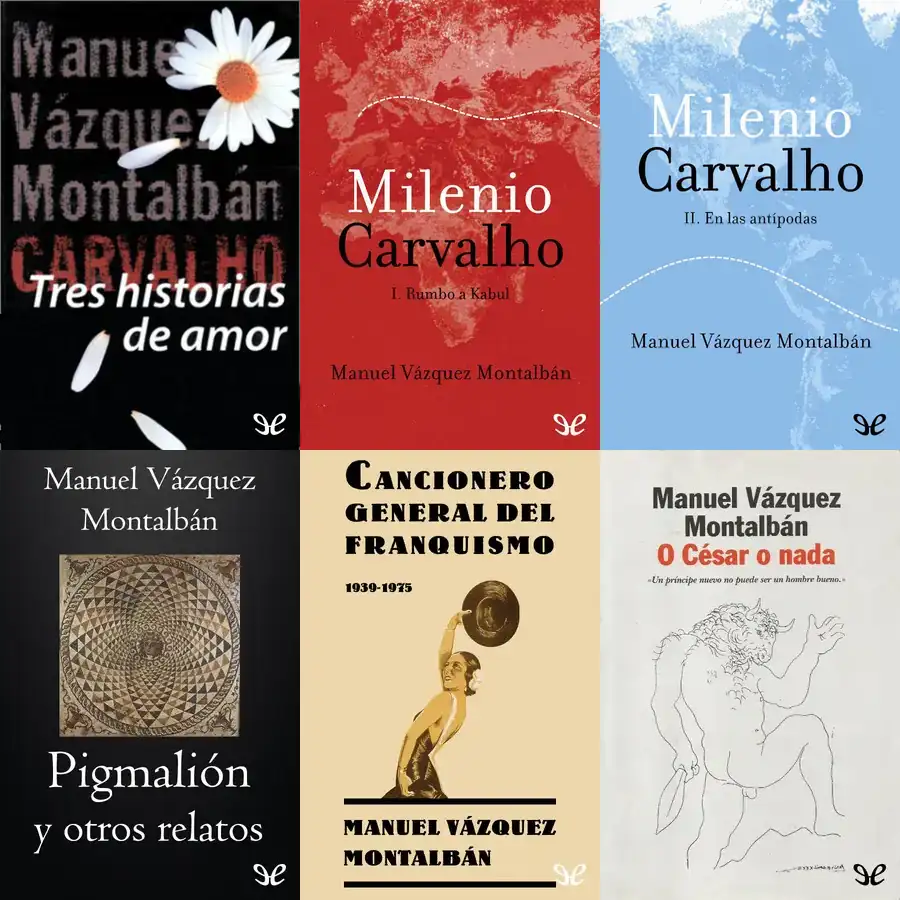 Manuel
Vázquez
Montalbán
CARVALHO
Tres historias
de amor
Milenio
Carvalho
I. Rumbo a Kabul
Manuel Vázquez Montalbán
Milenio
Carvalho
II. En las antípodas
Manuel Vázquez Montalbán
Manuel Vázquez
Montalbán
Pigmalión
y otros relatos
CANCIONERO
GENERAL DEL
FRANQUISMO
1939-1975
MANUEL VÁZQUEZ
MONTALBÁN
Manuel Vázquez
Montalbán
O César o nada
«Un príncipe nuevo no puede ser un hombre bueno.»